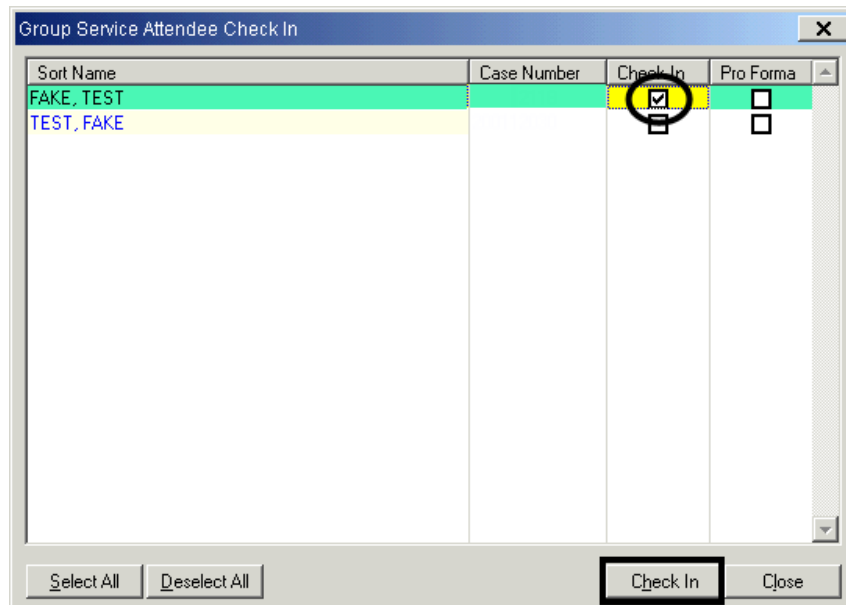 Group Service Attendee Check In
Sort Name Case Number Check In Pro Forma
FAKE, TEST
TEST, FAKE
Select All Deselect All Check In Close